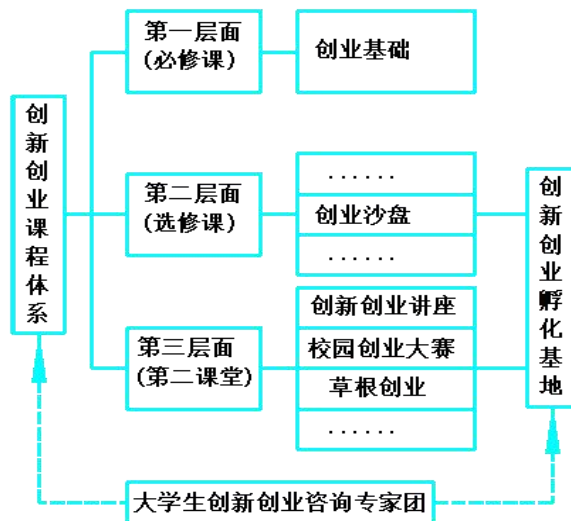 创新创业课程体系
第一层面
(必修课)
创业基础
第二层面
(选修课)
......
创业沙盘
......
第三层面
(第二课堂)
创新创业讲座
校园创业大赛
草根创业
......
创新创业孵化基地
大学生创新创业咨询专家团